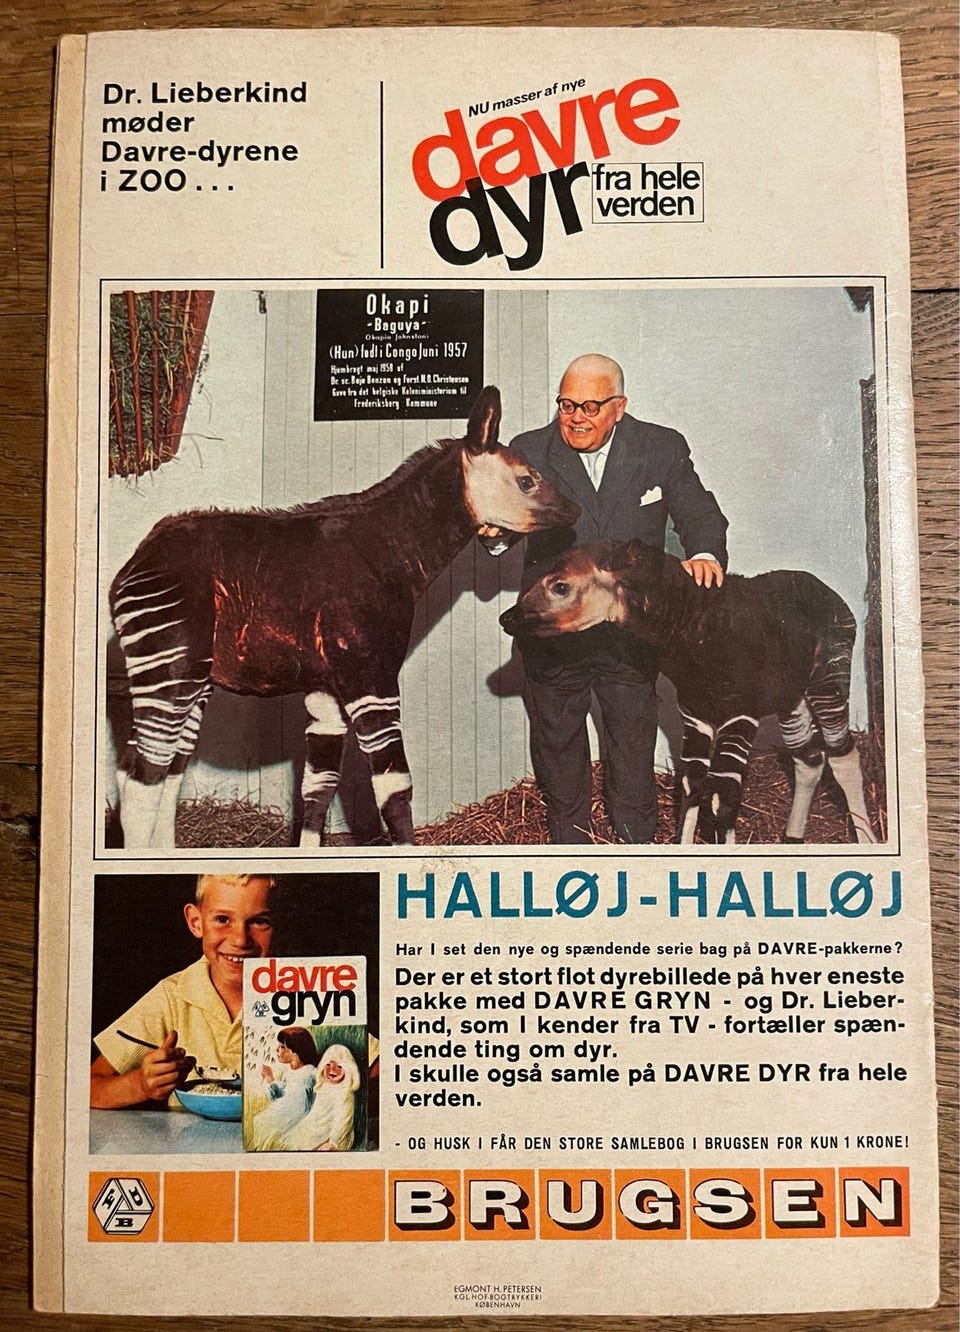 Dr. Lieberkind
møder
Davre-dyrene
i ZOO...
NU masser af nye
davre
dyr
fra hele
verden
Okapi
-Baguya-
Okapia Johnstoni
(Hun) født i Congo Juni 1957
Hjembragt maj 1958 af
Dr. sc. Bøje Benzon og Forst. N.O. Christensen
Gave fra det belgiske Koloniministerium til
Frederiksberg Kommune
HALLØJ-HALLØJ
Har I set den nye og spændende serie bag på DAVRE-pakkerne?
Der er et stort flot dyrebillede på hver eneste
pakke med DAVRE GRYN - og Dr. Lieber-
kind, som I kender fra TV - fortæller spæn-
dende ting om dyr.
I skulle også samle på DAVRE DYR fra hele
verden.
- OG HUSK I FÅR DEN STORE SAMLEBOG I BRUGSEN FOR KUN 1 KRONE!
davre
gryn
FDB
BRUGSEN
EGMONT H. PETERSEN
KGL. HOF-BOGTRYKKERI
KØBENHAVN